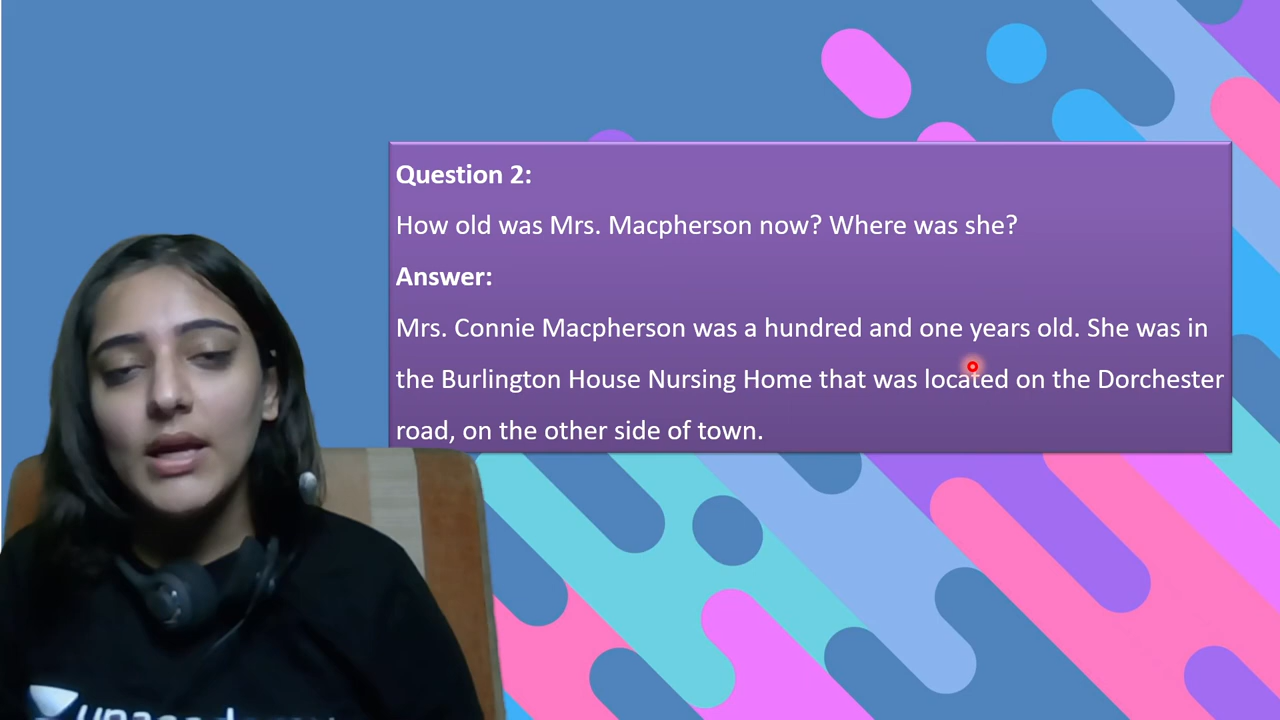 Question 2:
How old was Mrs. Macpherson now? Where was she?
Answer:
Mrs. Connie Macpherson was a hundred and one years old. She was in
the Burlington House Nursing Home that was located on the Dorchester
road, on the other side of town.
unacademy